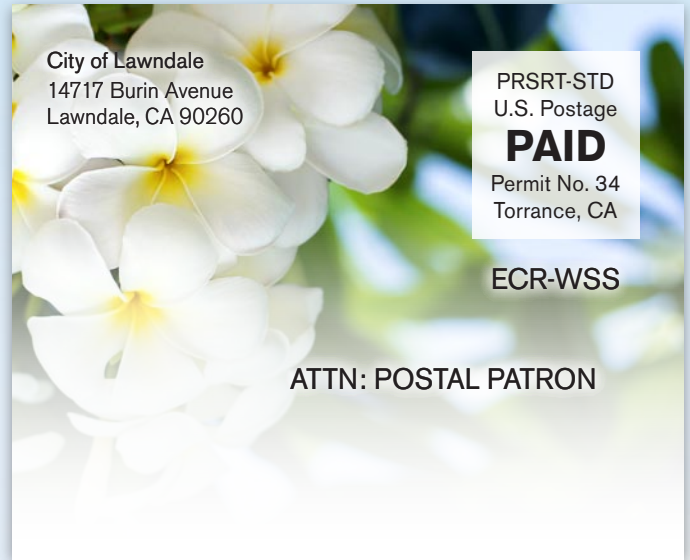 City of Lawndale
14717 Burin Avenue
Lawndale, CA 90260
PRSRT-STD
U.S. Postage
PAID
Permit No. 34
Torrance, CA
ECR-WSS
ATTN: POSTAL PATRON